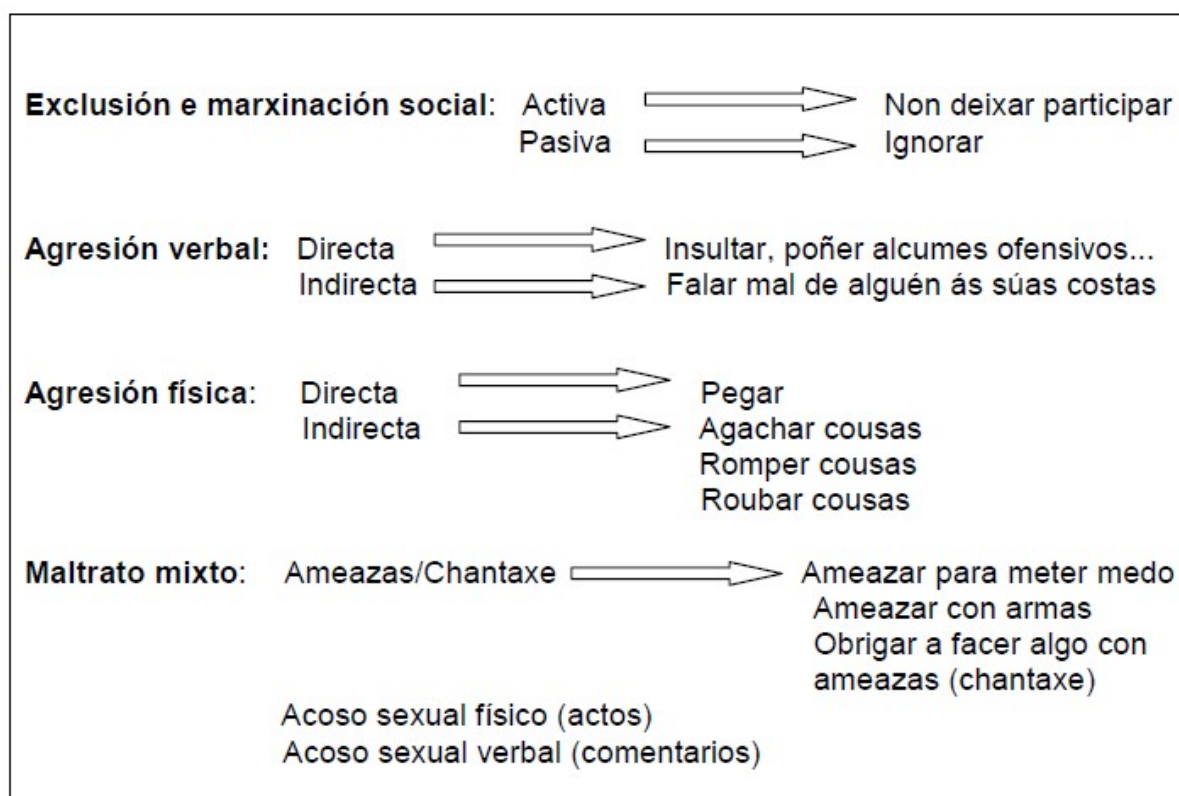 Exclusión e marxinación social: Activa Non deixar participar
Pasiva Ignorar
Agresión verbal: Directa Insultar, poñer alcumes ofensivos...
Indirecta Falar mal de alguén ás súas costas
Agresión física: Directa Pegar
Indirecta Agachar cousas
Romper cousas
Roubar cousas
Maltrato mixto: Ameazas/Chantaxe Ameazar para meter medo
Ameazar con armas
Obrigar a facer algo con
ameazas (chantaxe)
Acoso sexual físico (actos)
Acoso sexual verbal (comentarios)